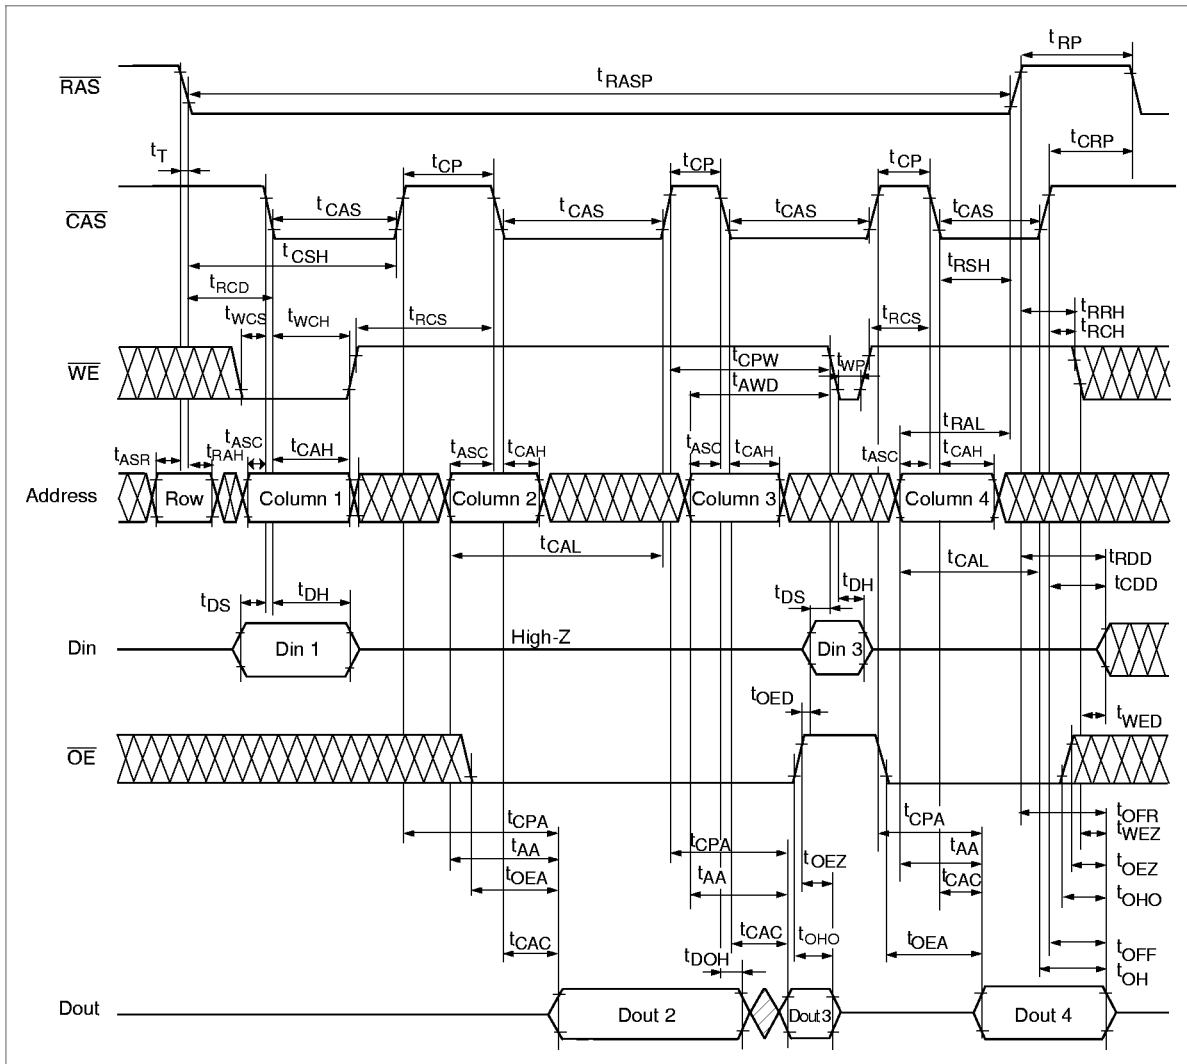 tRP
RAS
tRASP
tT
tCP
tCP
tCP
tCRP
CAS
tCAS
tCAS
tCAS
tCAS
tCSH
tRSH
tRCD
tWCS
tWCH
tRCS
tRCS
tRRH
tRCH
WE
tCPW
tWP
tAWD
tRAL
tASR
tRAH
tASC
tCAH
tASC
tCAH
tASC
tCAH
tASC
tCAH
Address
Row
Column 1
Column 2
Column 3
Column 4
tCAL
tCAL
tRDD
tCDD
tDS
tDH
tDS
tDH
Din
Din 1
High-Z
Din 3
tOED
tWED
OE
tCPA
tCPA
tCPA
tOFR
tWEZ
tAA
tAA
tOEZ
tAA
tOEZ
tOEA
tCAC
tOHO
tCAC
tCAC
tOHO
tOEA
tOFF
tDOH
tOH
Dout
Dout 2
Dout3
Dout 4